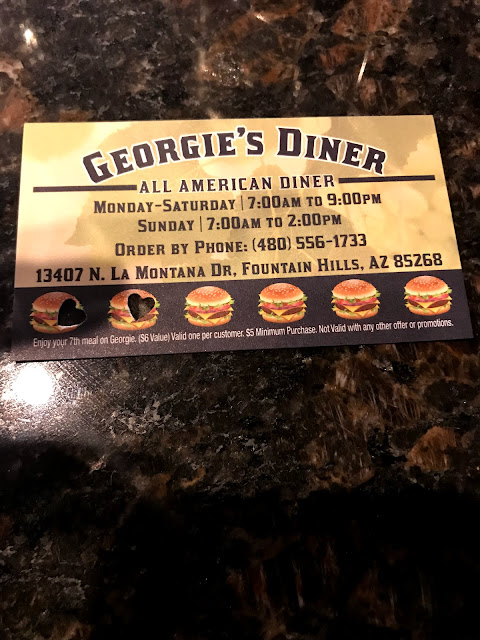 GEORGIE'S DINER
ALL AMERICAN DINER
MONDAY-SATURDAY | 7:00AM TO 9:00PM
SUNDAY | 7:00AM TO 2:00PM
ORDER BY PHONE: (480) 556-1733
13407 N. LA MONTANA DR, FOUNTAIN HILLS, AZ 85268
Enjoy your 7th meal on Georgie. ($6 Value) Valid one per customer. $5 Minimum Purchase. Not Valid with any other offer or promotions.